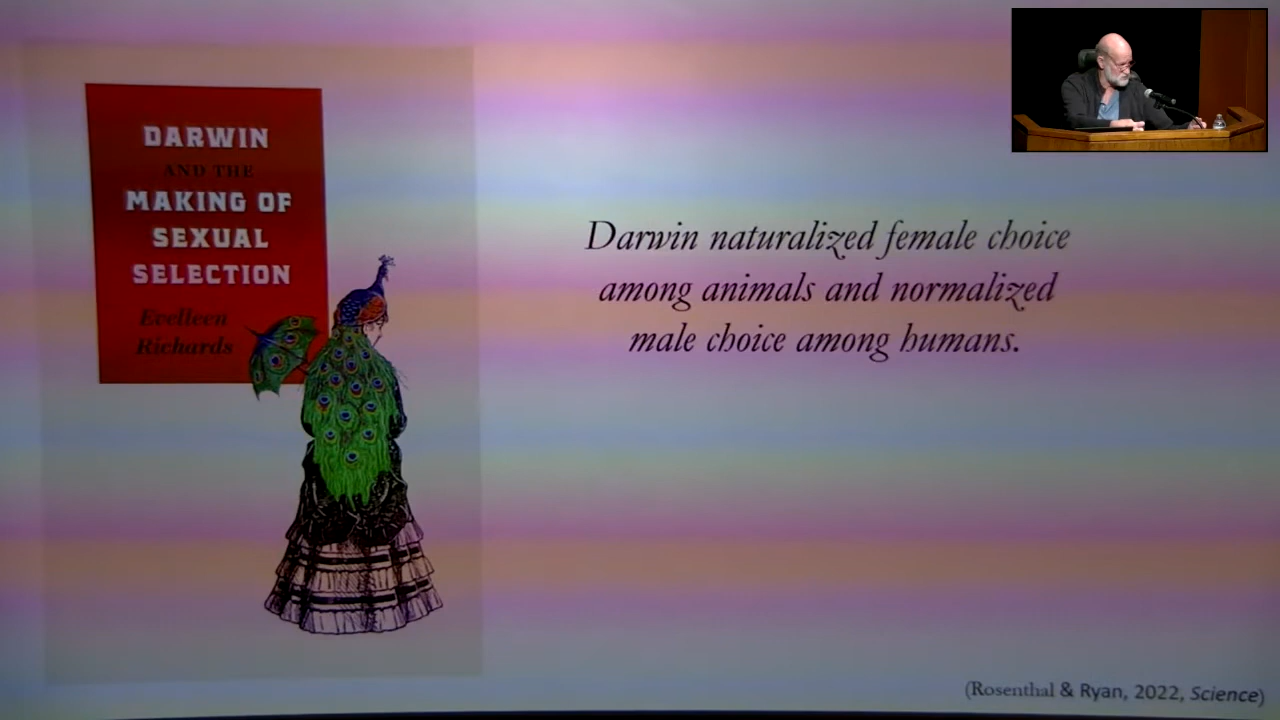 DARWIN
AND THE
MAKING OF
SEXUAL
SELECTION
Evelleen
Richards
Darwin naturalized female choice
among animals and normalized
male choice among humans.
(Rosenthal & Ryan, 2022, Science)